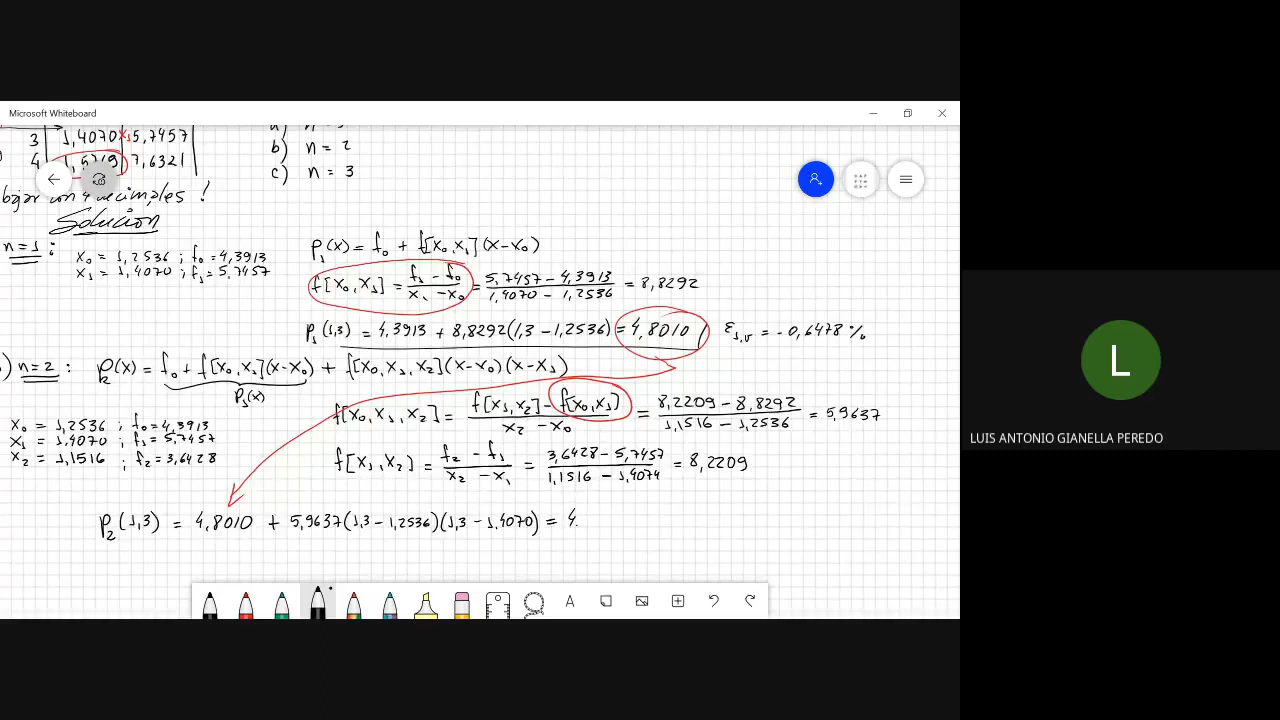 Microsoft Whiteboard
3 | 1,4070 | x₁ 5,7457
4 | 7,6321
b) n = 2
c) n = 3
con 4 decimales !
Solucion
n=1 :
x₀ = 1,2536 ; f₀ = 4,3913
x₁ = 1,4070 ; f₁ = 5,7457
P₁(x) = f₀ + f[x₀,x₁](x-x₀)
f[x₀,x₁] = (f₁ - f₀)/(x₁ - x₀) = (5,7457 - 4,3913)/(1,4070 - 1,2536) = 8,8292
P₁(1,3) = 4,3913 + 8,8292(1,3 - 1,2536) = 4,8010 / ε₁,ᵥ = -0,6478 %
) n=2 : P₂(x) = f₀ + f[x₀,x₁](x-x₀) + f[x₀,x₁,x₂](x-x₀)(x-x₁)
P₁(x)
x₀ = 1,2536 ; f₀ = 4,3913
x₁ = 1,4070 ; f₁ = 5,7457
x₂ = 1,1516 ; f₂ = 3,6428
f[x₀,x₁,x₂] = (f[x₁,x₂] - f[x₀,x₁])/(x₂ - x₀) = (8,2209 - 8,8292)/(1,1516 - 1,2536) = 5,9637
f[x₁,x₂] = (f₂ - f₁)/(x₂ - x₁) = (3,6428 - 5,7457)/(1,1516 - 1,4074) = 8,2209
P₂(1,3) = 4,8010 + 5,9637(1,3 - 1,2536)(1,3 - 1,4070) = 4.
L
LUIS ANTONIO GIANELLA PEREDO